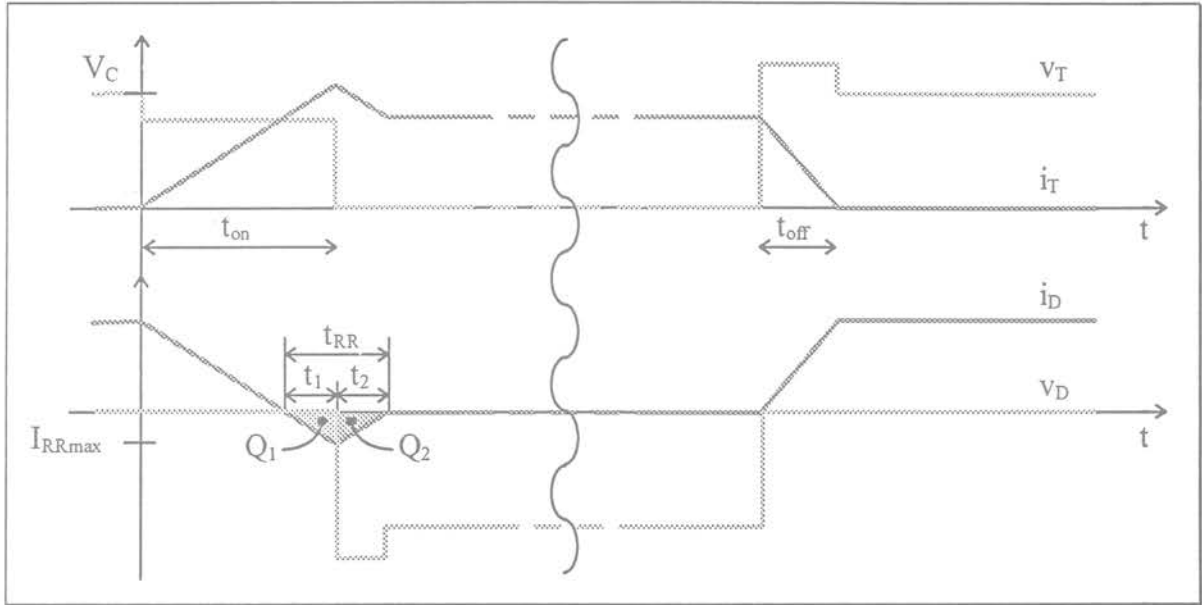 V_C
v_T
i_T
t_on
t_off
t
i_D
t_RR
t_1 t_2
v_D
I_RRmax
Q_1
Q_2
t